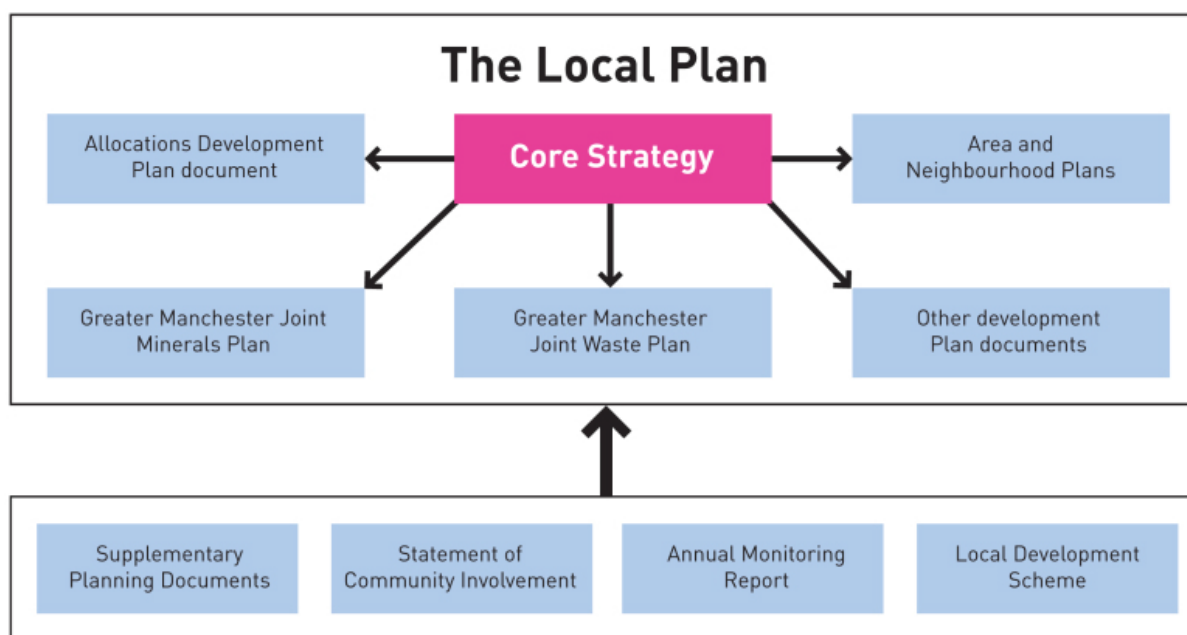 The Local Plan
Allocations Development
Plan document
Core Strategy
Area and
Neighbourhood Plans
Greater Manchester Joint
Minerals Plan
Greater Manchester
Joint Waste Plan
Other development
Plan documents
Supplementary
Planning Documents
Statement of
Community Involvement
Annual Monitoring
Report
Local Development
Scheme